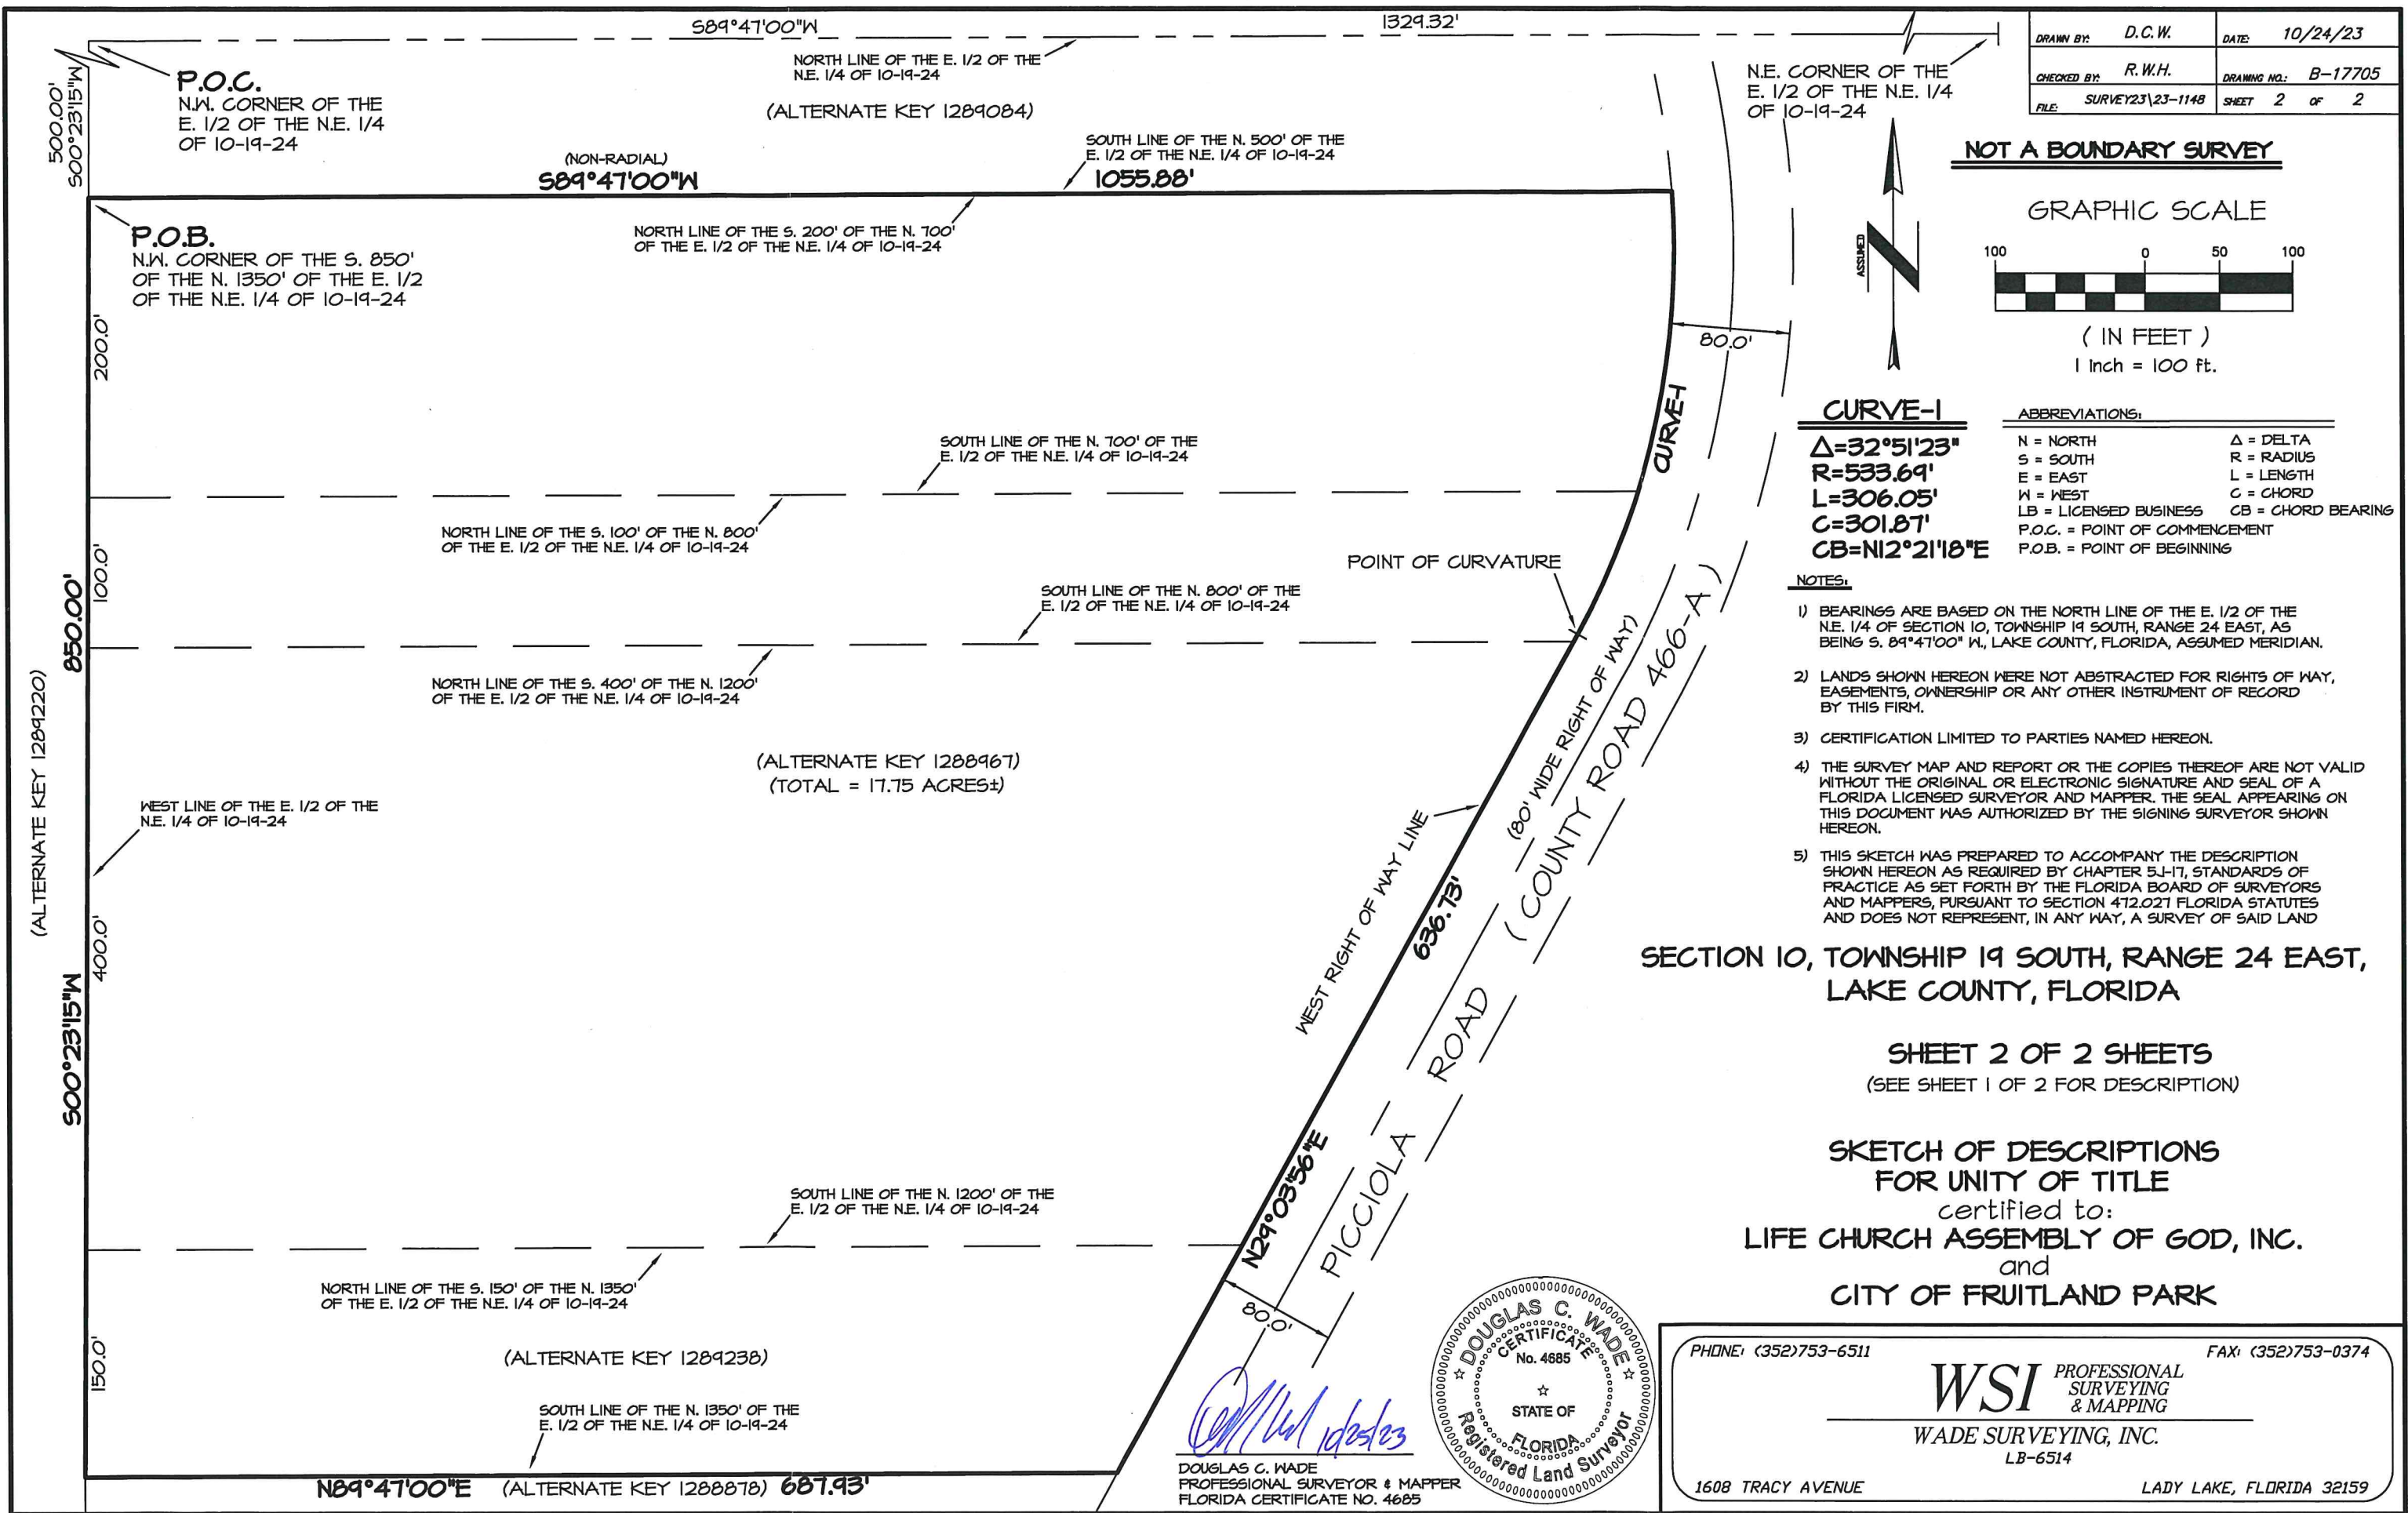 S89°47'00"W
1329.32'
NORTH LINE OF THE E. 1/2 OF THE
N.E. 1/4 OF 10-19-24
(ALTERNATE KEY 1289084)
500.00'
S00°23'15"W
P.O.C.
N.W. CORNER OF THE
E. 1/2 OF THE N.E. 1/4
OF 10-19-24
N.E. CORNER OF THE
E. 1/2 OF THE N.E. 1/4
OF 10-19-24
DRAWN BY: D.C.W. DATE: 10/24/23
CHECKED BY: R.W.H. DRAWING NO.: B-17705
FILE: SURVEY23\23-1148 SHEET 2 OF 2
NOT A BOUNDARY SURVEY
(NON-RADIAL)
S89°47'00"W
SOUTH LINE OF THE N. 500' OF THE
E. 1/2 OF THE N.E. 1/4 OF 10-19-24
1055.88'
P.O.B.
N.W. CORNER OF THE S. 850'
OF THE N. 1350' OF THE E. 1/2
OF THE N.E. 1/4 OF 10-19-24
NORTH LINE OF THE S. 200' OF THE N. 700'
OF THE E. 1/2 OF THE N.E. 1/4 OF 10-19-24
ASSUMED
N
GRAPHIC SCALE
100 0 50 100
( IN FEET )
1 inch = 100 ft.
200.0'
80.0'
CURVE-1
SOUTH LINE OF THE N. 700' OF THE
E. 1/2 OF THE N.E. 1/4 OF 10-19-24
NORTH LINE OF THE S. 100' OF THE N. 800'
OF THE E. 1/2 OF THE N.E. 1/4 OF 10-19-24
100.0'
850.00'
POINT OF CURVATURE
SOUTH LINE OF THE N. 800' OF THE
E. 1/2 OF THE N.E. 1/4 OF 10-19-24
NORTH LINE OF THE S. 400' OF THE N. 1200'
OF THE E. 1/2 OF THE N.E. 1/4 OF 10-19-24
(ALTERNATE KEY 1289220)
(ALTERNATE KEY 1288967)
(TOTAL = 17.75 ACRES±)
WEST LINE OF THE E. 1/2 OF THE
N.E. 1/4 OF 10-19-24
400.0'
S00°23'15"W
WEST RIGHT OF WAY LINE
636.73'
N29°03'56"E
(80' WIDE RIGHT OF WAY)
PICCIOLA ROAD ( COUNTY ROAD 466-A )
CURVE-1
Δ=32°51'23"
R=533.69'
L=306.05'
C=301.87'
CB=N12°21'18"E
ABBREVIATIONS:
N = NORTH Δ = DELTA
S = SOUTH R = RADIUS
E = EAST L = LENGTH
W = WEST C = CHORD
LB = LICENSED BUSINESS CB = CHORD BEARING
P.O.C. = POINT OF COMMENCEMENT
P.O.B. = POINT OF BEGINNING
NOTES:
1) BEARINGS ARE BASED ON THE NORTH LINE OF THE E. 1/2 OF THE
N.E. 1/4 OF SECTION 10, TOWNSHIP 19 SOUTH, RANGE 24 EAST, AS
BEING S. 89°47'00" W., LAKE COUNTY, FLORIDA, ASSUMED MERIDIAN.
2) LANDS SHOWN HEREON WERE NOT ABSTRACTED FOR RIGHTS OF WAY,
EASEMENTS, OWNERSHIP OR ANY OTHER INSTRUMENT OF RECORD
BY THIS FIRM.
3) CERTIFICATION LIMITED TO PARTIES NAMED HEREON.
4) THE SURVEY MAP AND REPORT OR THE COPIES THEREOF ARE NOT VALID
WITHOUT THE ORIGINAL OR ELECTRONIC SIGNATURE AND SEAL OF A
FLORIDA LICENSED SURVEYOR AND MAPPER. THE SEAL APPEARING ON
THIS DOCUMENT WAS AUTHORIZED BY THE SIGNING SURVEYOR SHOWN
HEREON.
5) THIS SKETCH WAS PREPARED TO ACCOMPANY THE DESCRIPTION
SHOWN HEREON AS REQUIRED BY CHAPTER 5J-17, STANDARDS OF
PRACTICE AS SET FORTH BY THE FLORIDA BOARD OF SURVEYORS
AND MAPPERS, PURSUANT TO SECTION 472.027 FLORIDA STATUTES
AND DOES NOT REPRESENT, IN ANY WAY, A SURVEY OF SAID LAND
SECTION 10, TOWNSHIP 19 SOUTH, RANGE 24 EAST,
LAKE COUNTY, FLORIDA
SHEET 2 OF 2 SHEETS
(SEE SHEET 1 OF 2 FOR DESCRIPTION)
SKETCH OF DESCRIPTIONS
FOR UNITY OF TITLE
certified to:
LIFE CHURCH ASSEMBLY OF GOD, INC.
and
CITY OF FRUITLAND PARK
SOUTH LINE OF THE N. 1200' OF THE
E. 1/2 OF THE N.E. 1/4 OF 10-19-24
NORTH LINE OF THE S. 150' OF THE N. 1350'
OF THE E. 1/2 OF THE N.E. 1/4 OF 10-19-24
80.0'
150.0'
(ALTERNATE KEY 1289238)
SOUTH LINE OF THE N. 1350' OF THE
E. 1/2 OF THE N.E. 1/4 OF 10-19-24
N89°47'00"E (ALTERNATE KEY 1288878) 687.93'
10/25/23
DOUGLAS C. WADE
PROFESSIONAL SURVEYOR & MAPPER
FLORIDA CERTIFICATE NO. 4685
DOUGLAS C. WADE
CERTIFICATE
No. 4685
STATE OF
FLORIDA
Registered Land Surveyor
PHONE: (352)753-6511 FAX: (352)753-0374
WSI PROFESSIONAL
SURVEYING
& MAPPING
WADE SURVEYING, INC.
LB-6514
1608 TRACY AVENUE LADY LAKE, FLORIDA 32159